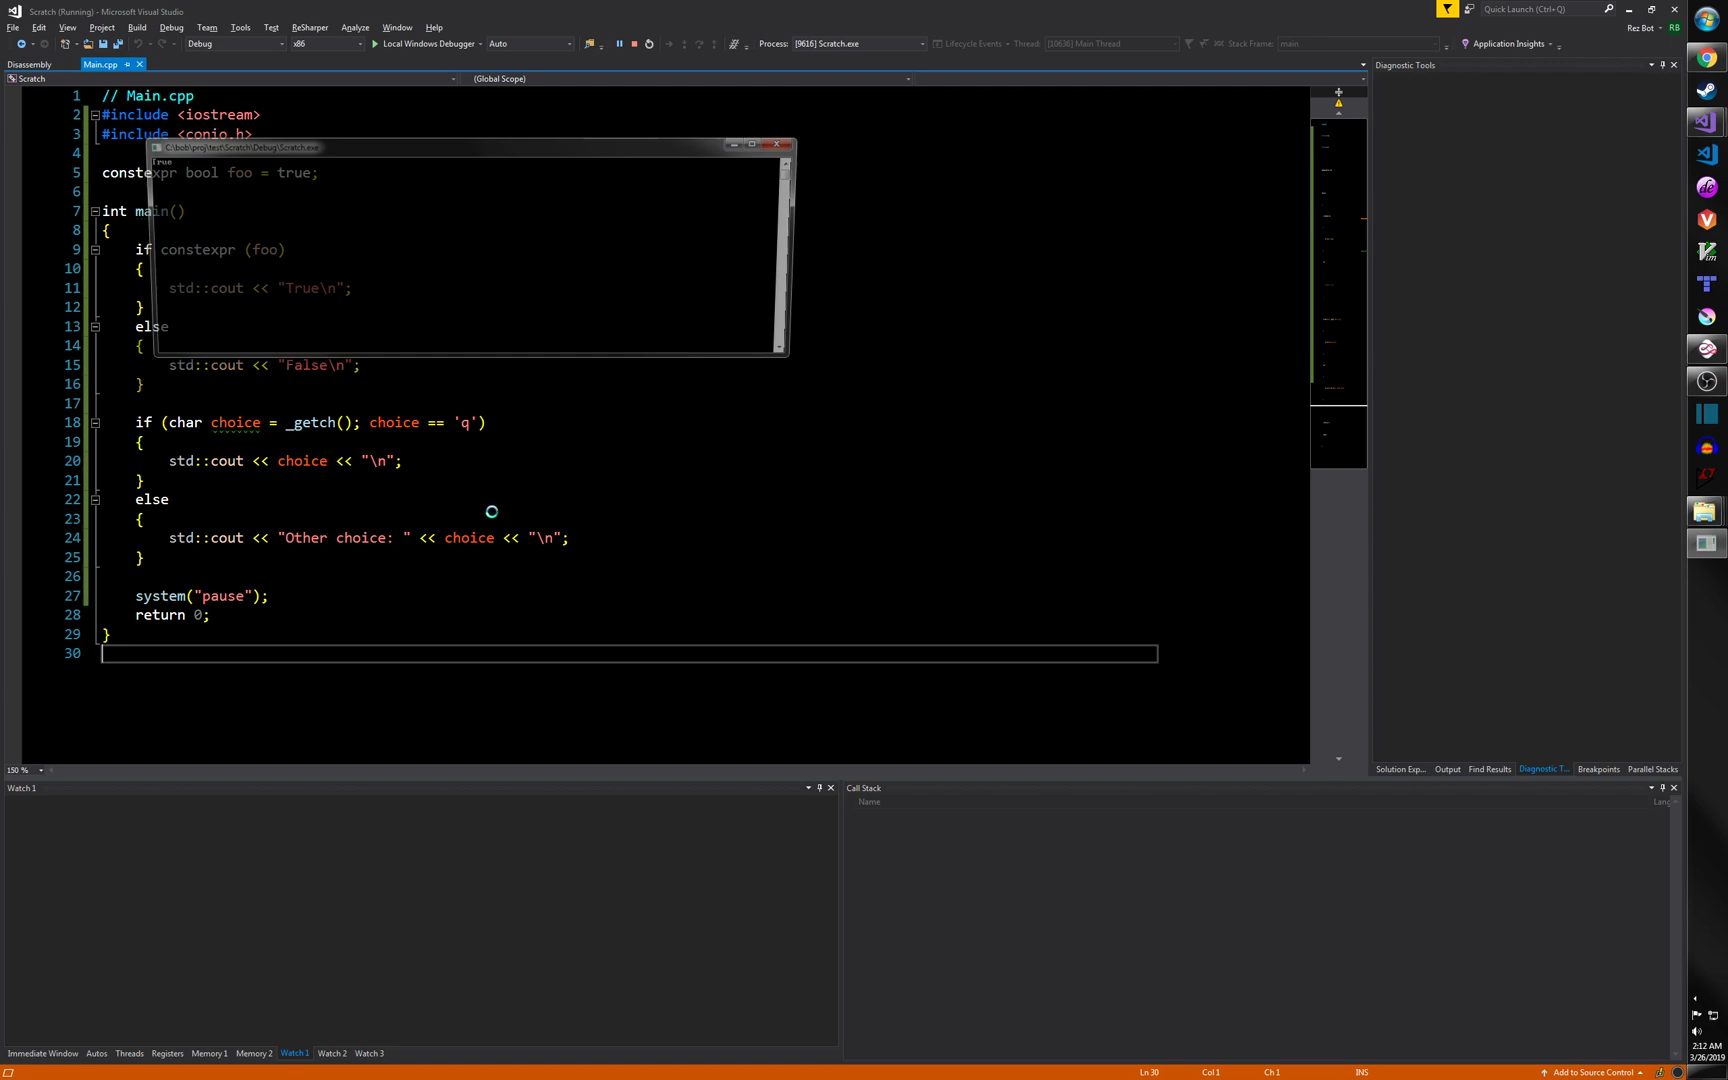 Scratch (Running) - Microsoft Visual Studio
Quick Launch (Ctrl+Q)
File Edit View Project Build Debug Team Tools Test ReSharper Analyze Window Help
Rez Bot RB
Debug x86 Local Windows Debugger Auto Process: [9616] Scratch.exe Lifecycle Events Thread: [10636] Main Thread Stack Frame: main Application Insights
Disassembly Main.cpp
Diagnostic Tools
Scratch (Global Scope)
1 // Main.cpp
2 #include <iostream>
3 #include <conio.h>
C:\bob\proj\test\Scratch\Debug\Scratch.exe
4
True
5 constexpr bool foo = true;
6
7 int main()
8 {
9 if constexpr (foo)
10 {
11 std::cout << "True\n";
12 }
13 else
14 {
15 std::cout << "False\n";
16 }
17
18 if (char choice = _getch(); choice == 'q')
19 {
20 std::cout << choice << "\n";
21 }
22 else
23 {
24 std::cout << "Other choice: " << choice << "\n";
25 }
26
27 system("pause");
28 return 0;
29 }
30
150 %
Solution Exp... Output Find Results Diagnostic T... Breakpoints Parallel Stacks
Watch 1
Call Stack
Name Lang
Immediate Window Autos Threads Registers Memory 1 Memory 2 Watch 1 Watch 2 Watch 3
Ln 30 Col 1 Ch 1 INS Add to Source Control
2:12 AM
3/26/2019